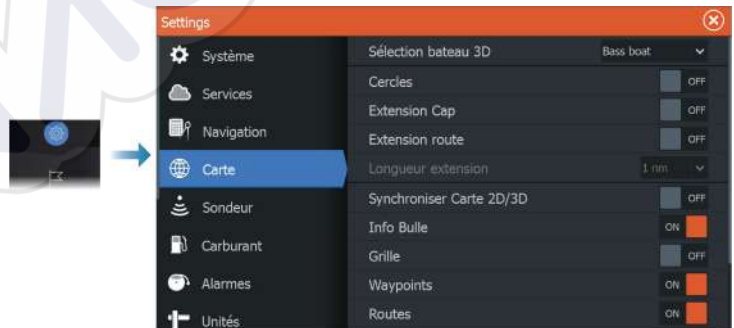 Settings
Système
Services
Navigation
Carte
Sondeur
Carburant
Alarmes
Unités
Sélection bateau 3D Bass boat
Cercles OFF
Extension Cap OFF
Extension route OFF
Longueur extension 1 nm
Synchroniser Carte 2D/3D OFF
Info Bulle ON
Grille OFF
Waypoints ON
Routes ON